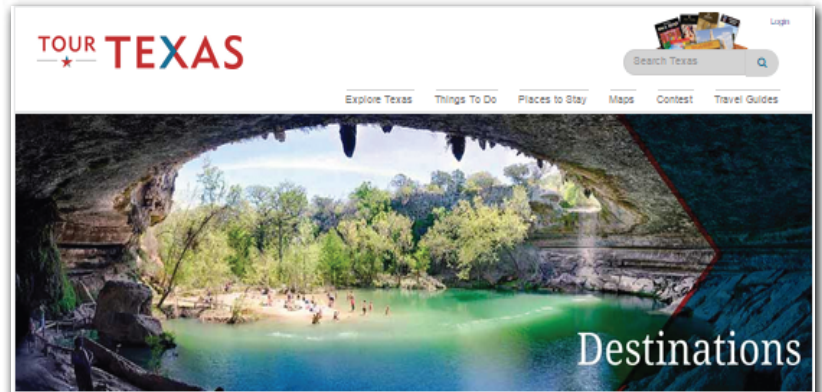 TOUR TEXAS
Login
Search Texas
Explore Texas Things To Do Places to Stay Maps Contest Travel Guides
Destinations